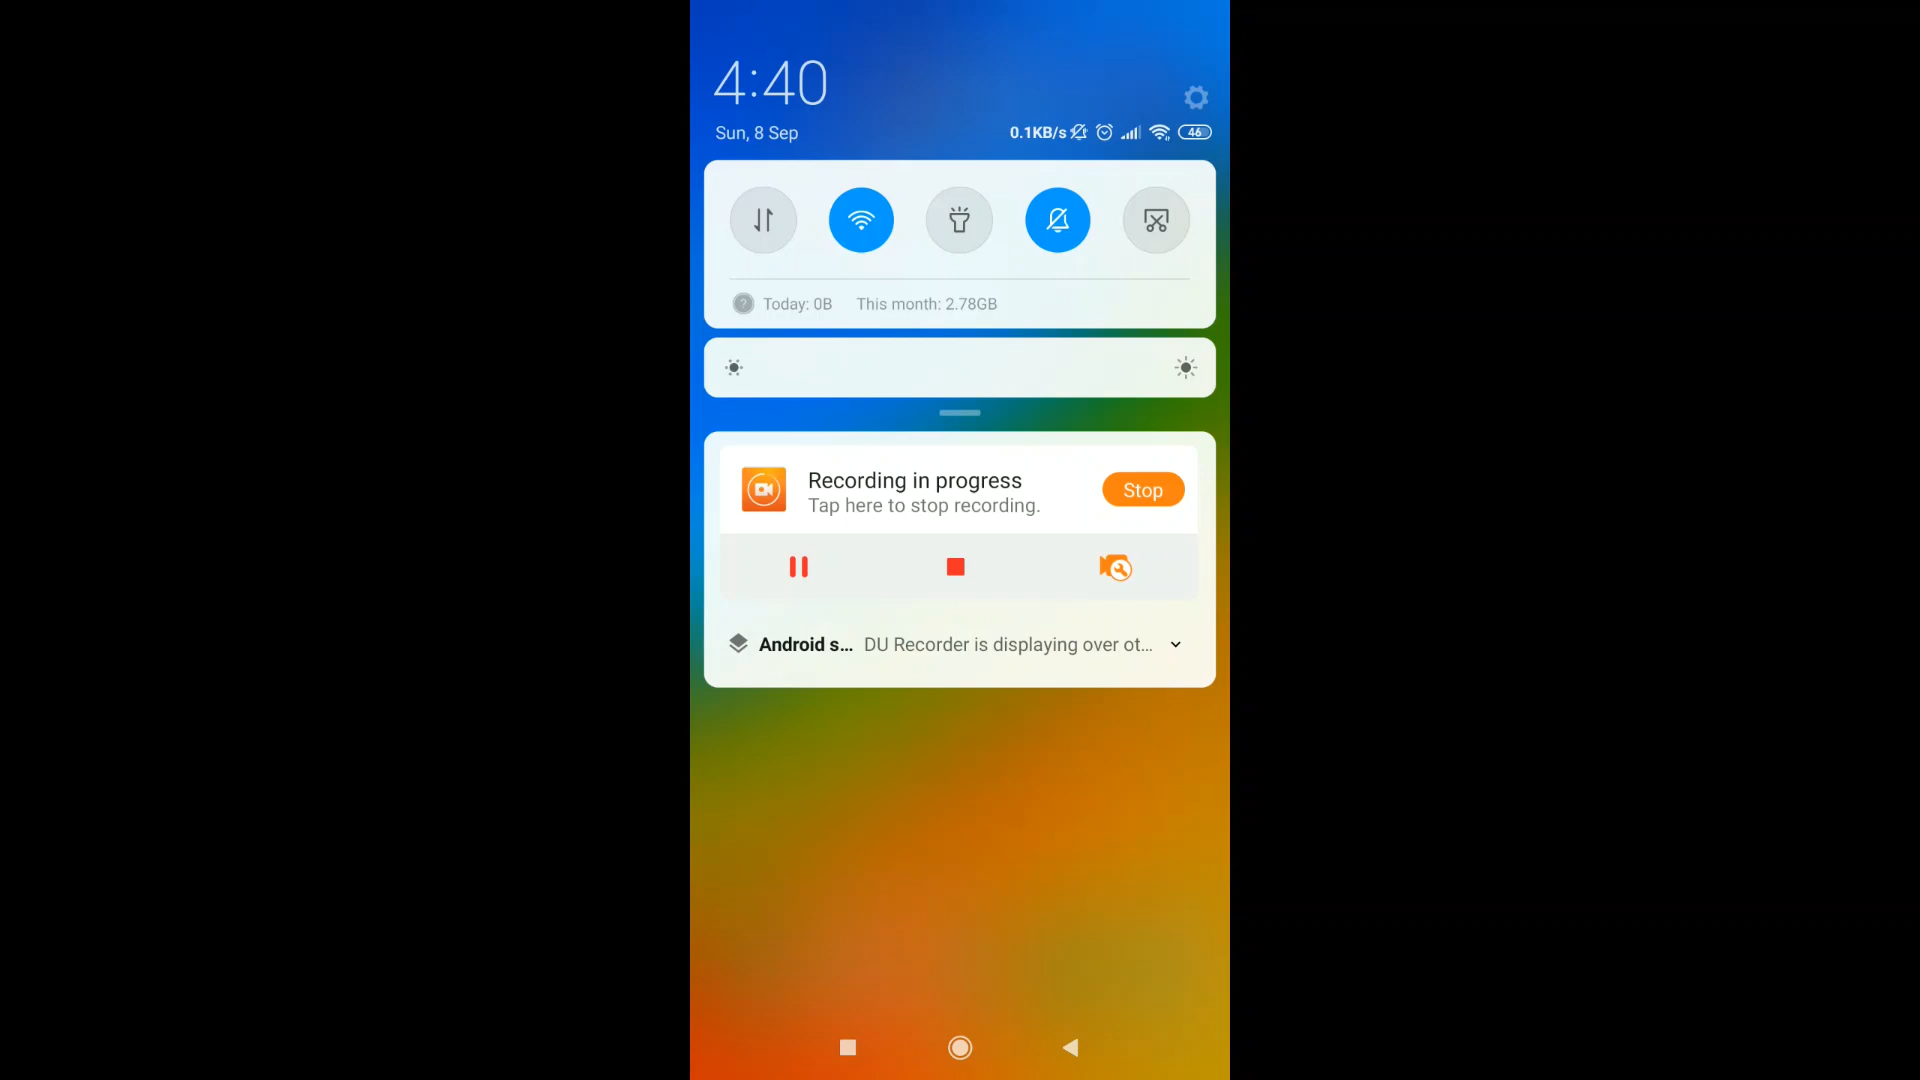 4:40
Sun, 8 Sep
0.1KB/s
46
Today: 0B This month: 2.78GB
Recording in progress
Tap here to stop recording.
Stop
Android s... DU Recorder is displaying over ot...